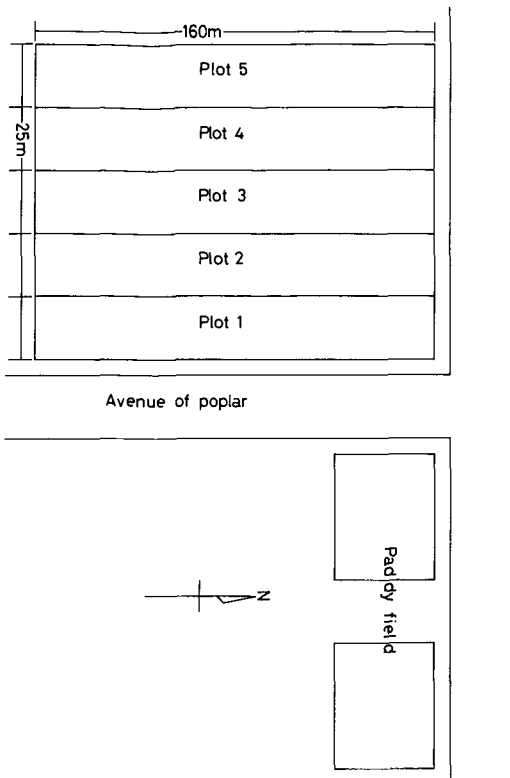 160m
Plot 5
25m
Plot 4
Plot 3
Plot 2
Plot 1
Avenue of poplar
Paddy field
N